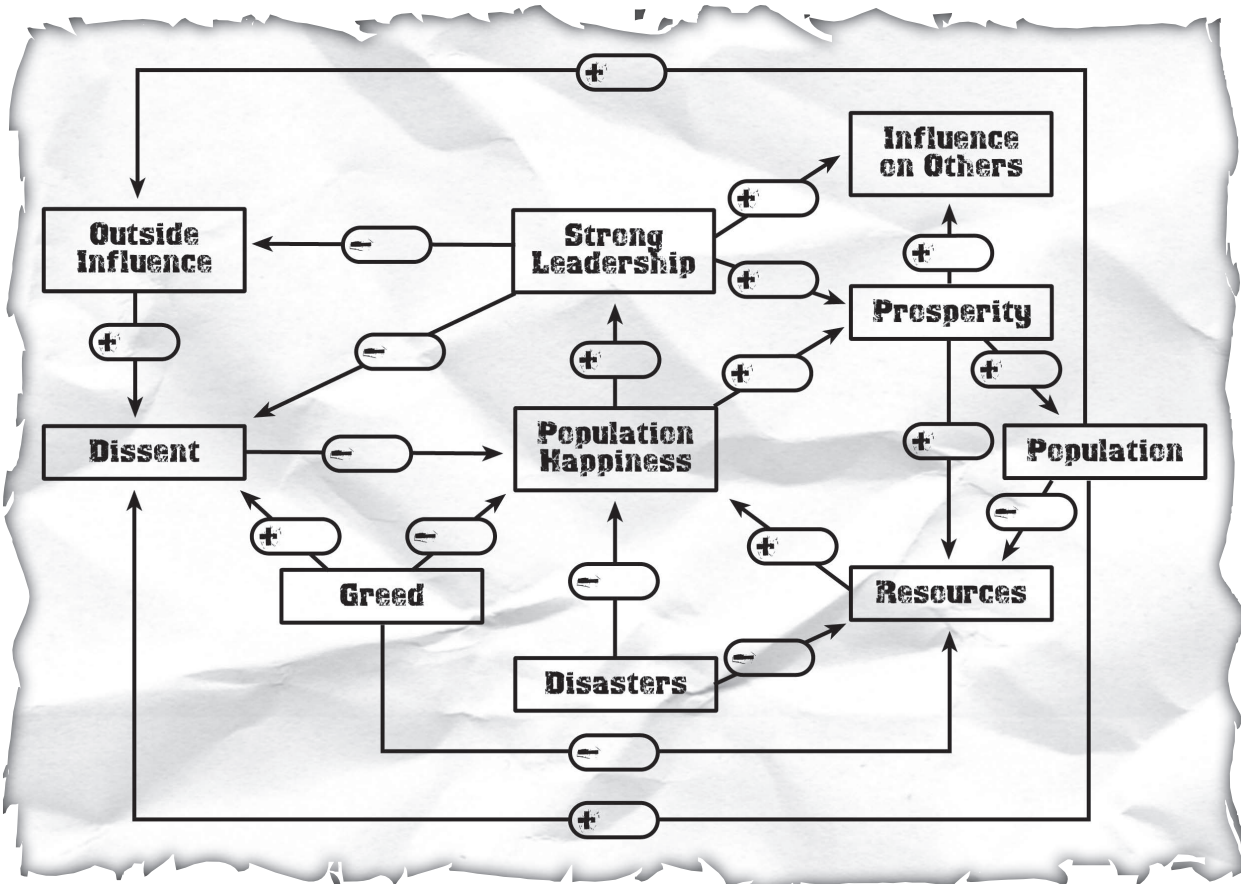 +
Influence
on Others
+
Outside
Influence
-
Strong
Leadership
+
+
+
-
+
+
Prosperity
+
+
Dissent
-
Population
Happiness
+
Population
+
-
-
+
-
Greed
-
Resources
Disasters
-
-
+